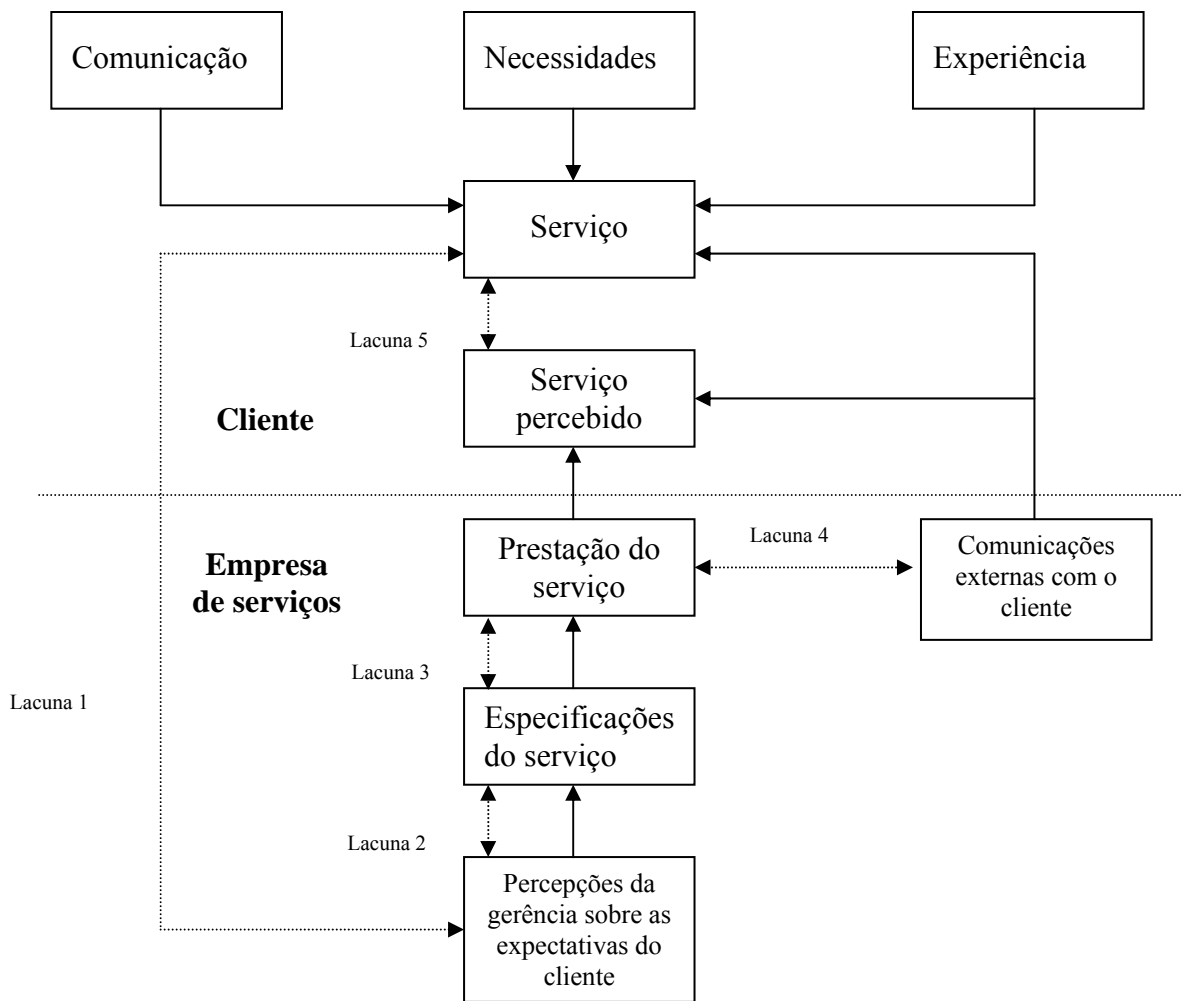 Comunicação
Necessidades
Experiência
Serviço
Lacuna 5
Serviço
percebido
Cliente
Prestação do
serviço
Lacuna 4
Comunicações
externas com o
cliente
Empresa
de serviços
Lacuna 3
Lacuna 1
Especificações
do serviço
Lacuna 2
Percepções da
gerência sobre as
expectativas do
cliente